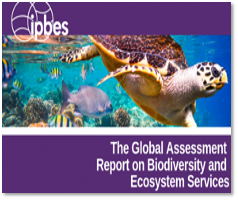 ipbes
The Global Assessment
Report on Biodiversity and
Ecosystem Services